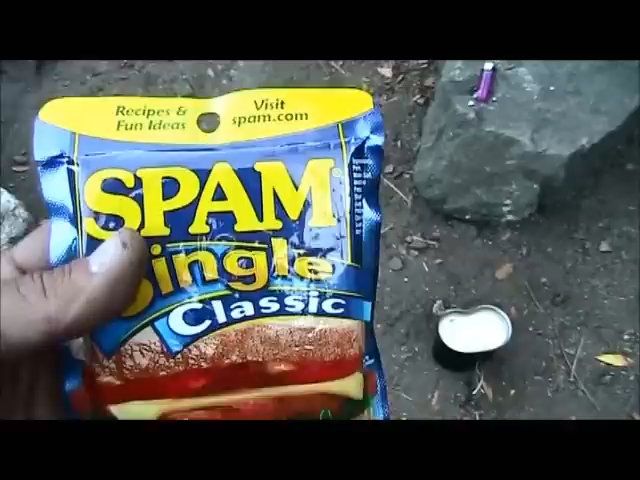 Recipes &
Fun Ideas
Visit
spam.com
SPAM®
Single
Classic